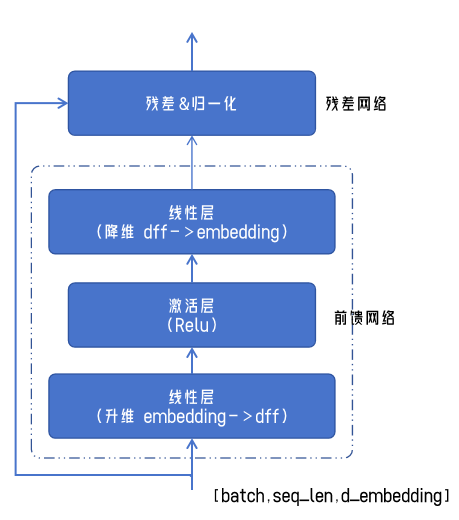 残差&归一化
残差网络
线性层
(降维 dff->embedding)
激活层
(Relu)
前馈网络
线性层
(升维 embedding->dff)
[batch,seq_len,d_embedding]